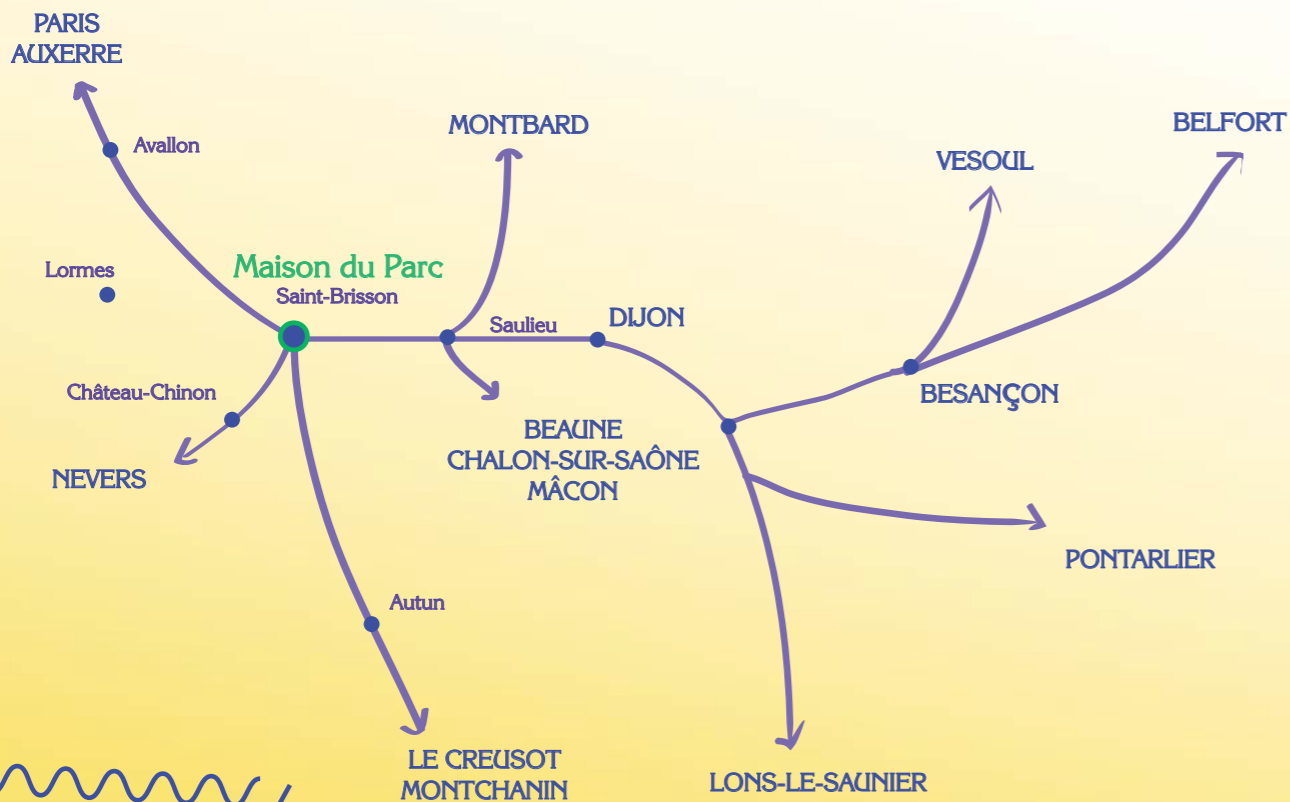 PARIS
AUXERRE
Avallon
MONTBARD
BELFORT
VESOUL
Lormes
Maison du Parc
Saint-Brisson
Saulieu
DIJON
Château-Chinon
BESANÇON
NEVERS
BEAUNE
CHALON-SUR-SAÔNE
MÂCON
PONTARLIER
Autun
LE CREUSOT
MONTCHANIN
LONS-LE-SAUNIER